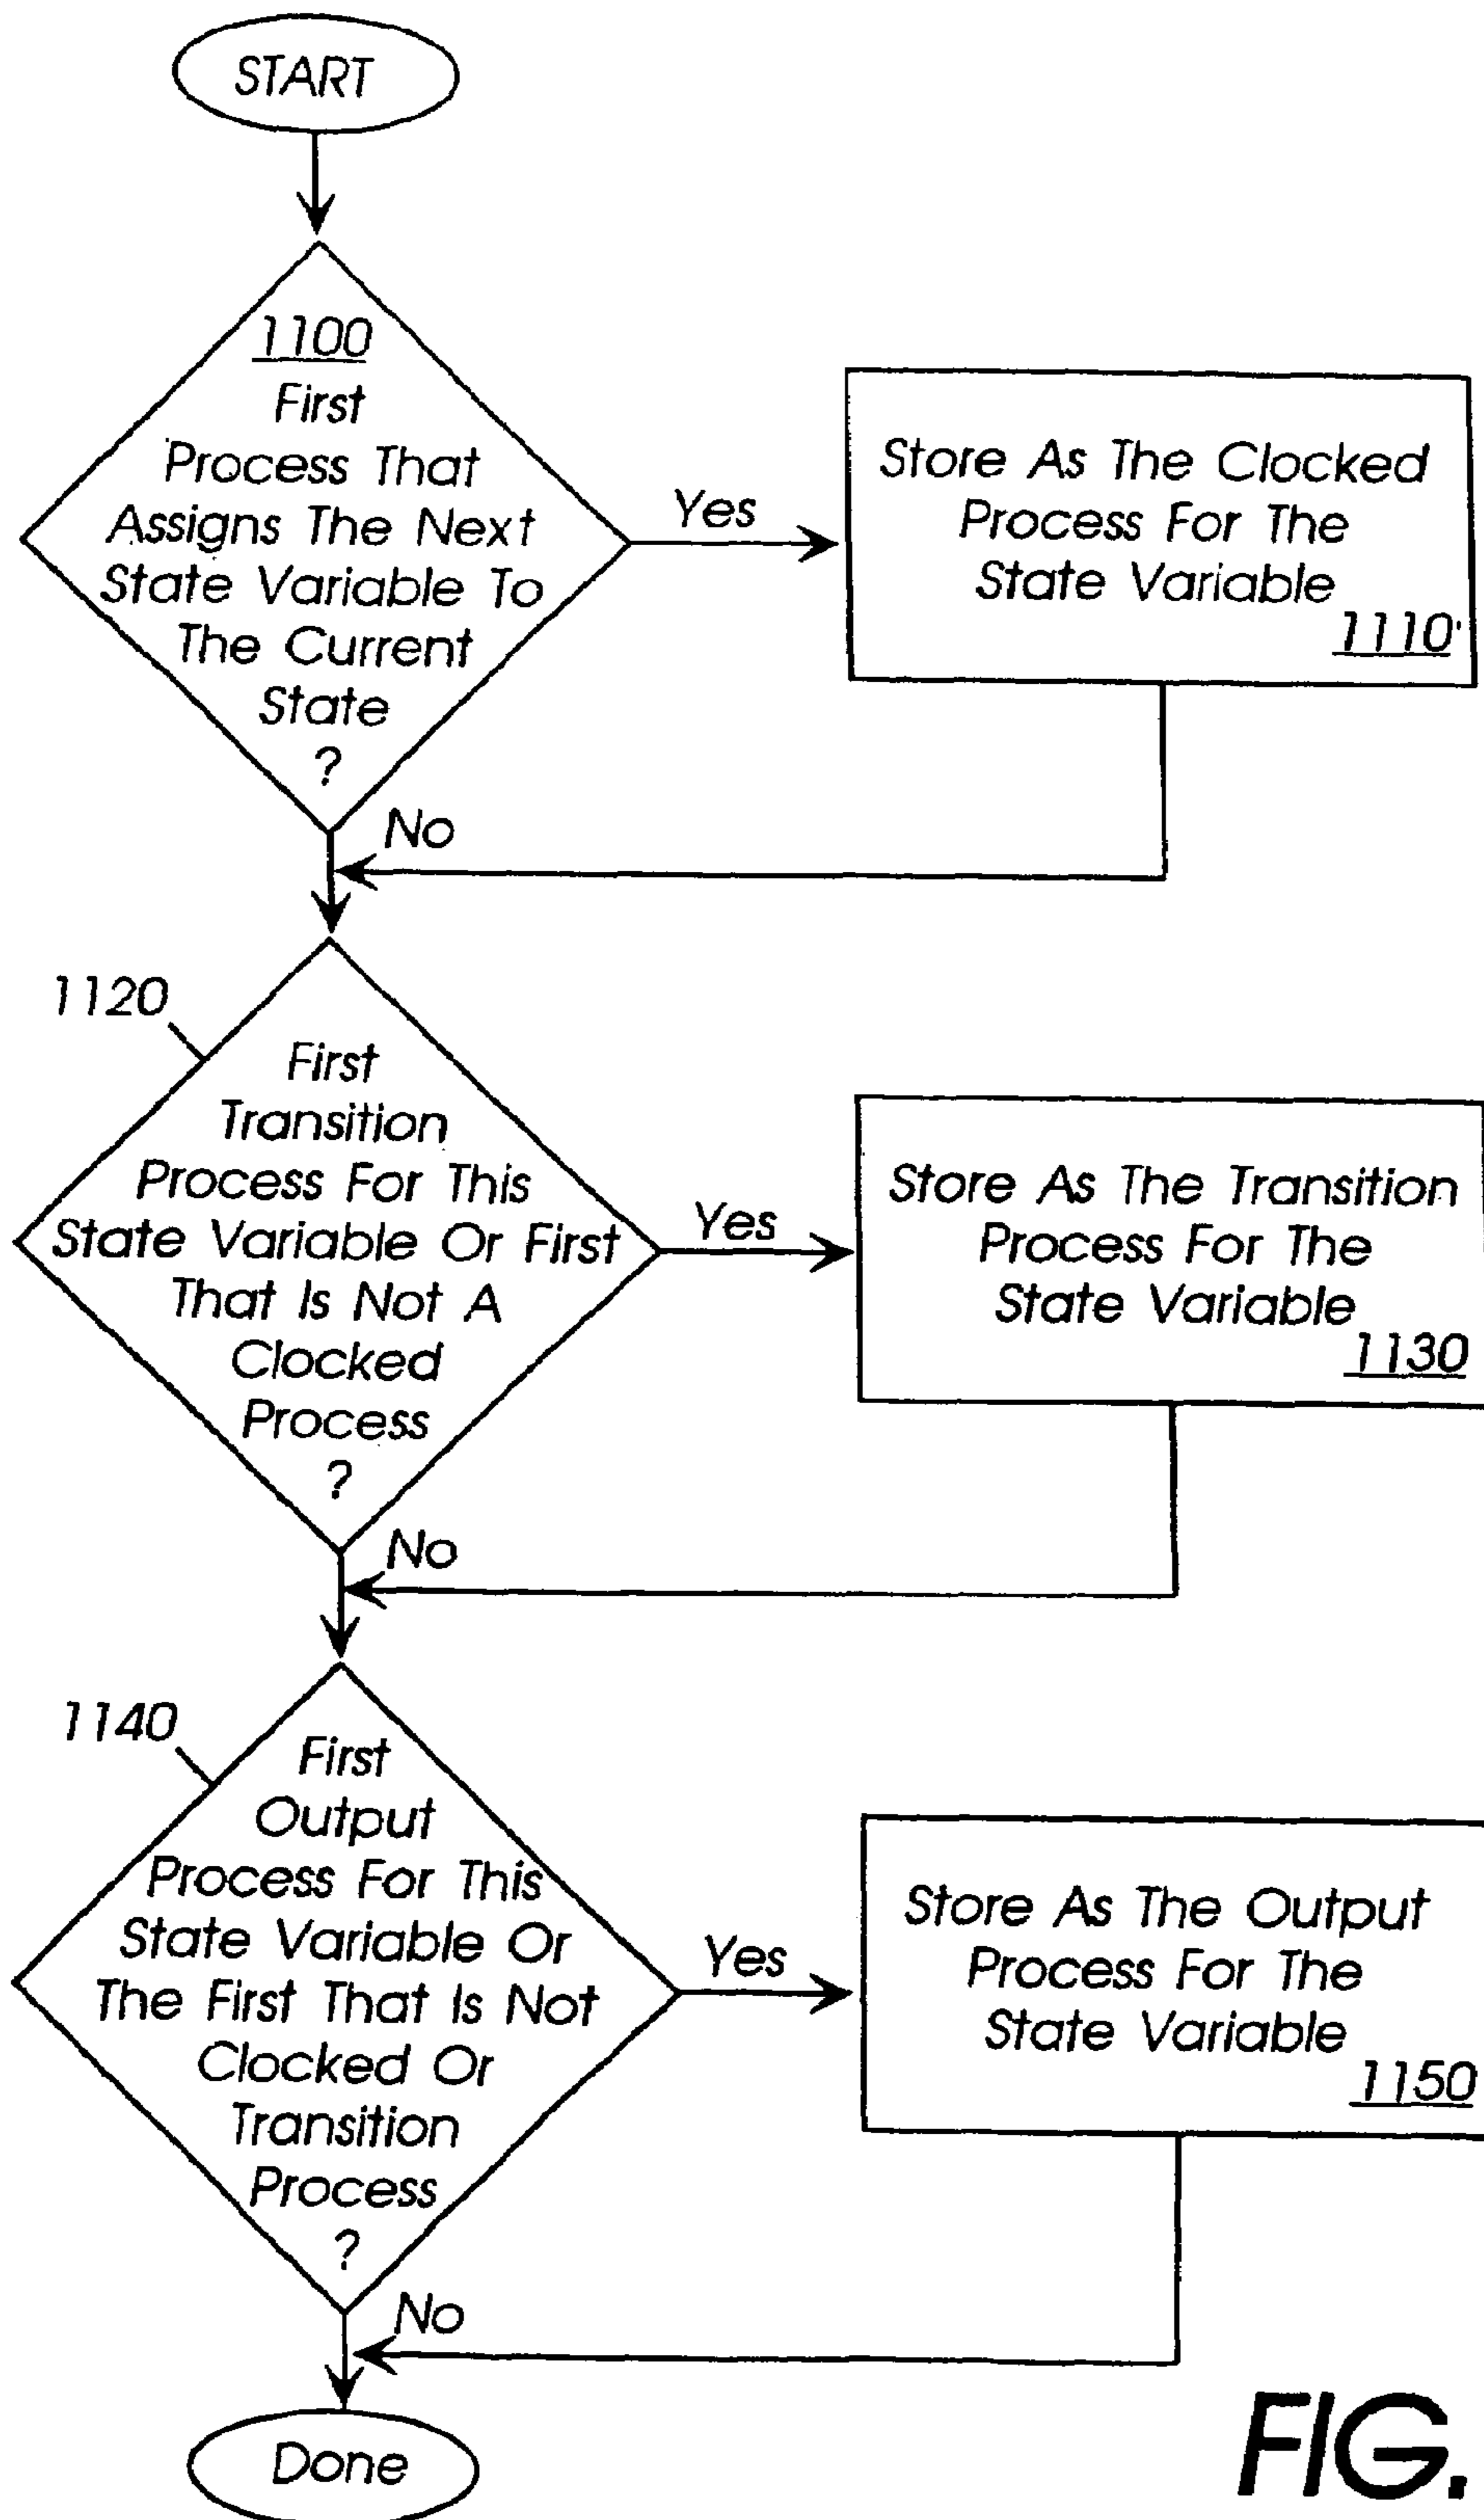 START
1100
First
Process That
Assigns The Next
State Variable To
The Current
State
?
Yes
Store As The Clocked
Process For The
State Variable
1110
No
1120
First
Transition
Process For This
State Variable Or First
That Is Not A
Clocked
Process
?
Yes
Store As The Transition
Process For The
State Variable
1130
No
1140
First
Output
Process For This
State Variable Or
The First That Is Not
Clocked Or
Transition
Process
?
Yes
Store As The Output
Process For The
State Variable
1150
No
Done
FIG.